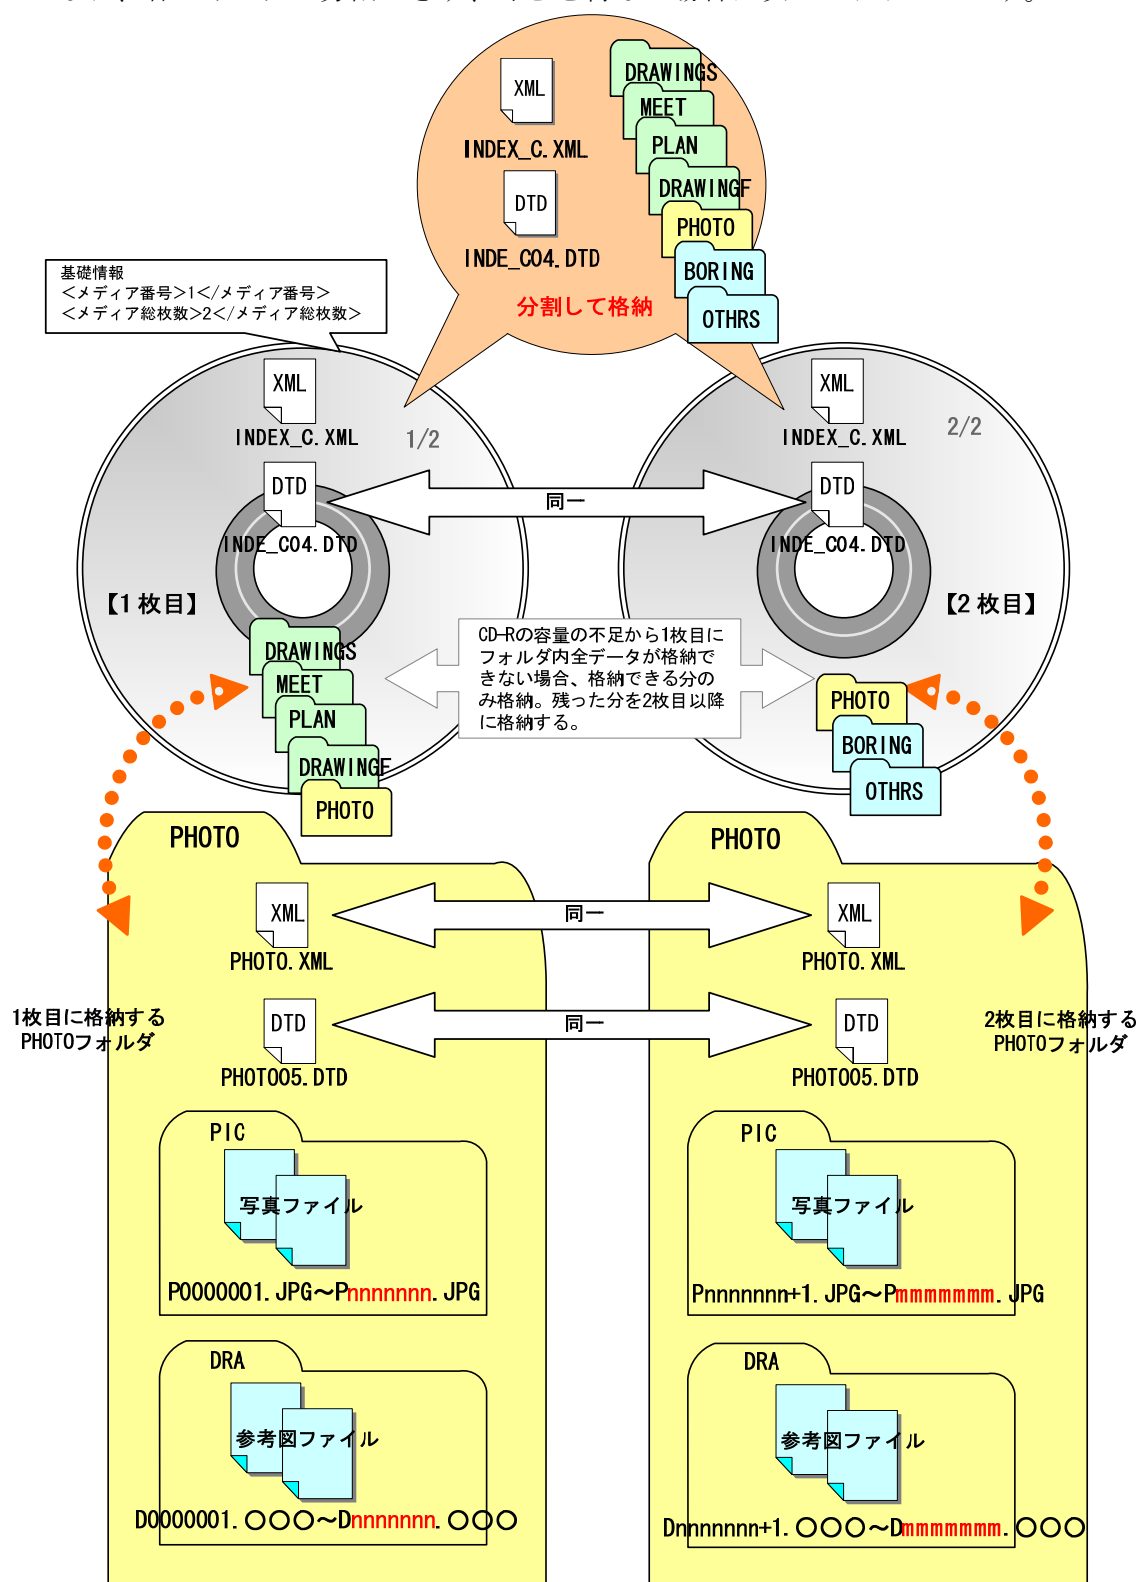 XML
INDEX_C.XML
DTD
INDE_C04.DTD
分割して格納
DRAWINGS
MEET
PLAN
DRAWINGF
PHOTO
BORING
OTHRS
基礎情報
<メディア番号>1</メディア番号>
<メディア総枚数>2</メディア総枚数>
XML
INDEX_C.XML
1/2
DTD
INDE_C04.DTD
【1枚目】
DRAWINGS
MEET
PLAN
DRAWINGF
PHOTO
同一
CD-Rの容量の不足から1枚目に
フォルダ内全データが格納で
きない場合、格納できる分の
み格納。残った分を2枚目以降
に格納する。
XML
INDEX_C.XML
2/2
DTD
INDE_C04.DTD
【2枚目】
PHOTO
BORING
OTHRS
PHOTO
XML
PHOTO.XML
1枚目に格納する
PHOTOフォルダ
DTD
PHOTO05.DTD
PIC
写真ファイル
P0000001.JPG～Pnnnnnnn.JPG
DRA
参考図ファイル
D0000001.○○○～Dnnnnnnn.○○○
同一
同一
PHOTO
XML
PHOTO.XML
2枚目に格納する
PHOTOフォルダ
DTD
PHOTO05.DTD
PIC
写真ファイル
Pnnnnnnn+1.JPG～Pmmmmmmm.JPG
DRA
参考図ファイル
Dnnnnnnn+1.○○○～Dmmmmmmm.○○○